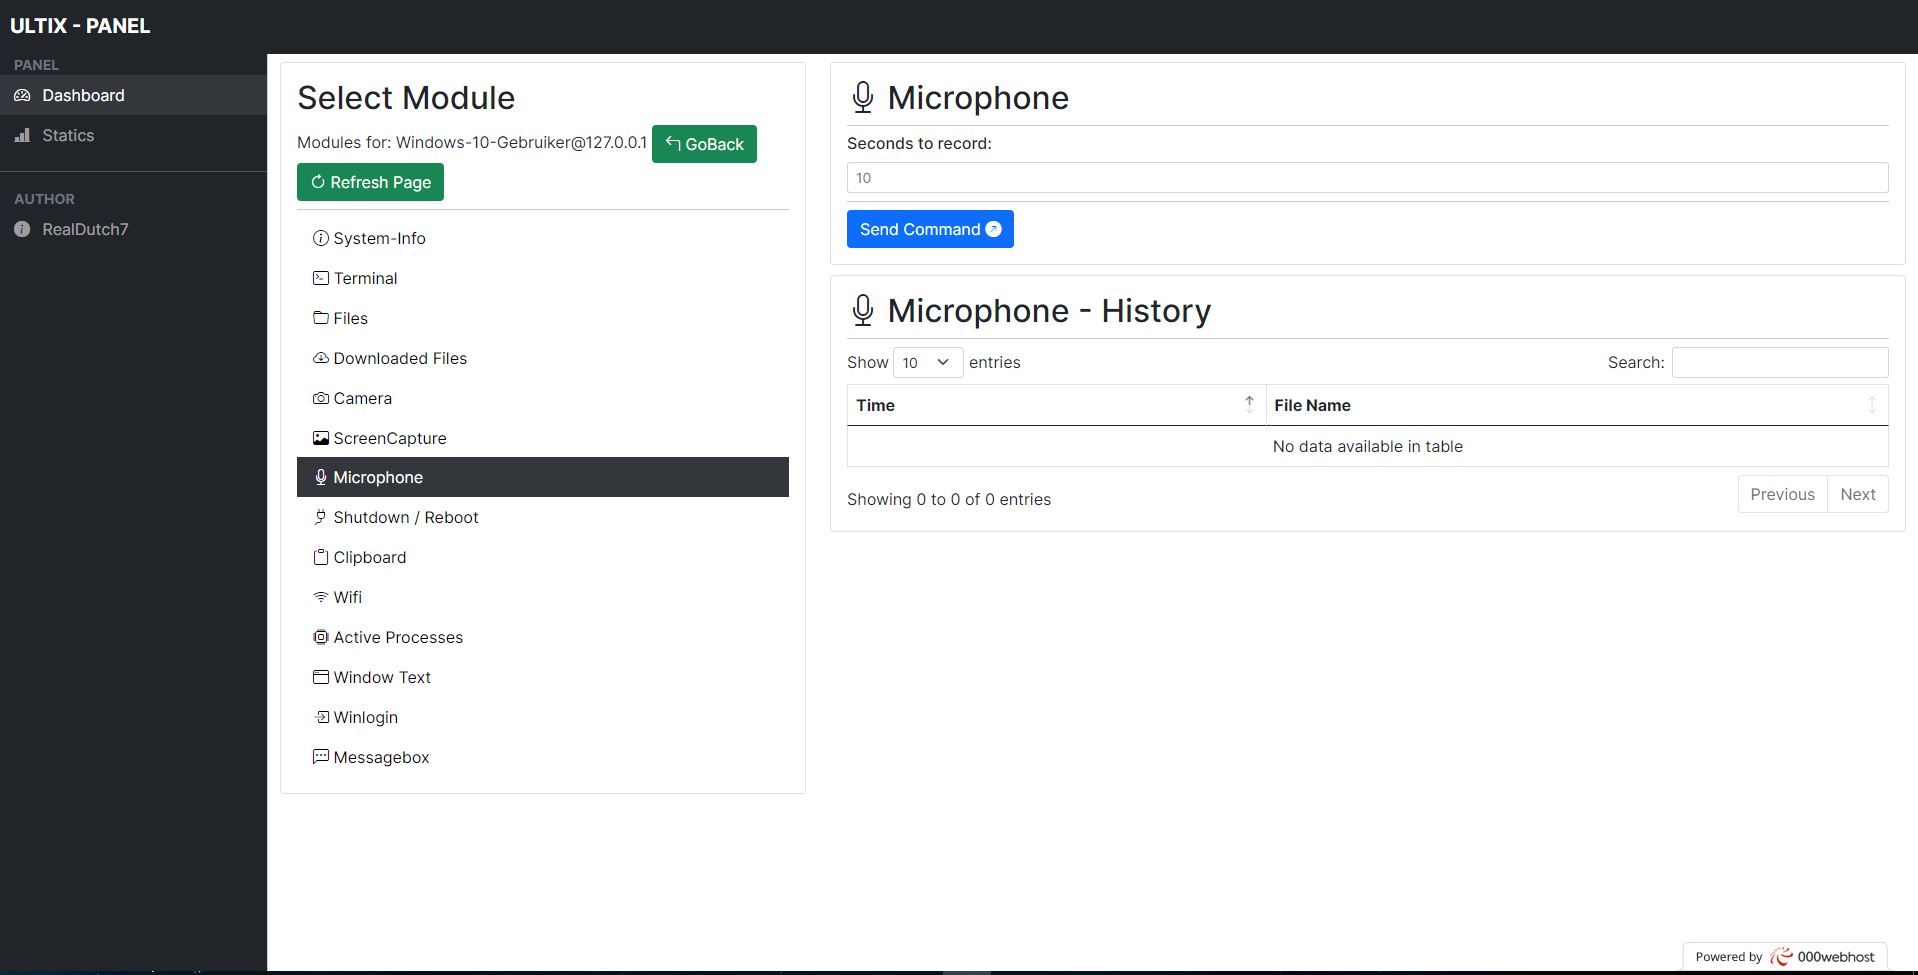 ULTIX - PANEL
PANEL
Dashboard
Statics
AUTHOR
RealDutch7
Select Module
Modules for: Windows-10-Gebruiker@127.0.0.1 GoBack
Refresh Page
System-Info
Terminal
Files
Downloaded Files
Camera
ScreenCapture
Microphone
Shutdown / Reboot
Clipboard
Wifi
Active Processes
Window Text
Winlogin
Messagebox
Microphone
Seconds to record:
10
Send Command
Microphone - History
Show 10 entries Search:
Time File Name
No data available in table
Showing 0 to 0 of 0 entries Previous Next
Powered by 000webhost